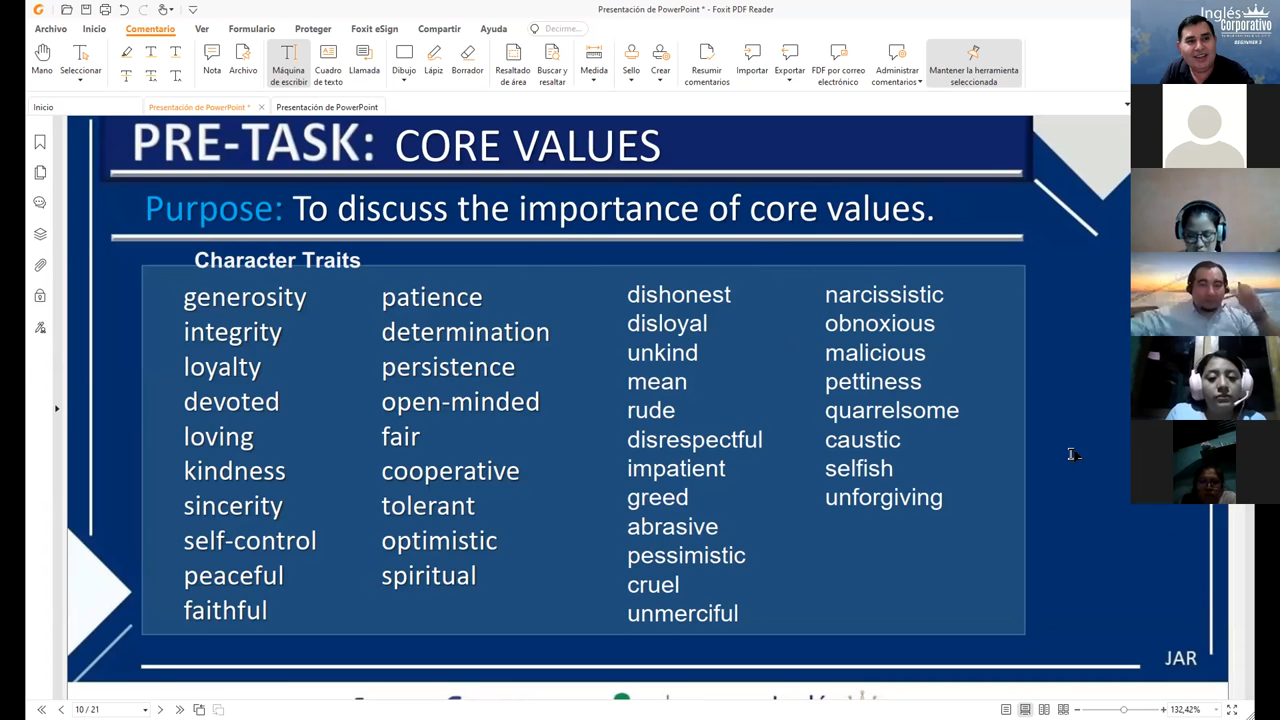 Presentación de PowerPoint * - Foxit PDF Reader
Archivo Inicio Comentario Ver Formulario Proteger Foxit eSign Compartir Ayuda Decirme...
Mano Seleccionar Nota Archivo Máquina de escribir Cuadro de texto Llamada Dibujo Lápiz Borrador Resaltado de área Buscar y resaltar Medida Sello Crear Resumir comentarios Importar Exportar PDF por correo electrónico Administrar comentarios Mantener la herramienta seleccionada
Inicio Presentación de PowerPoint * Presentación de PowerPoint
Inglés
Corporativo
BEGINNER 5
PRE-TASK: CORE VALUES
Purpose: To discuss the importance of core values.
Character Traits
generosity
integrity
loyalty
devoted
loving
kindness
sincerity
self-control
peaceful
faithful
patience
determination
persistence
open-minded
fair
cooperative
tolerant
optimistic
spiritual
dishonest
disloyal
unkind
mean
rude
disrespectful
impatient
greed
abrasive
pessimistic
cruel
unmerciful
narcissistic
obnoxious
malicious
pettiness
quarrelsome
caustic
selfish
unforgiving
JAR
10 / 21
132,42%